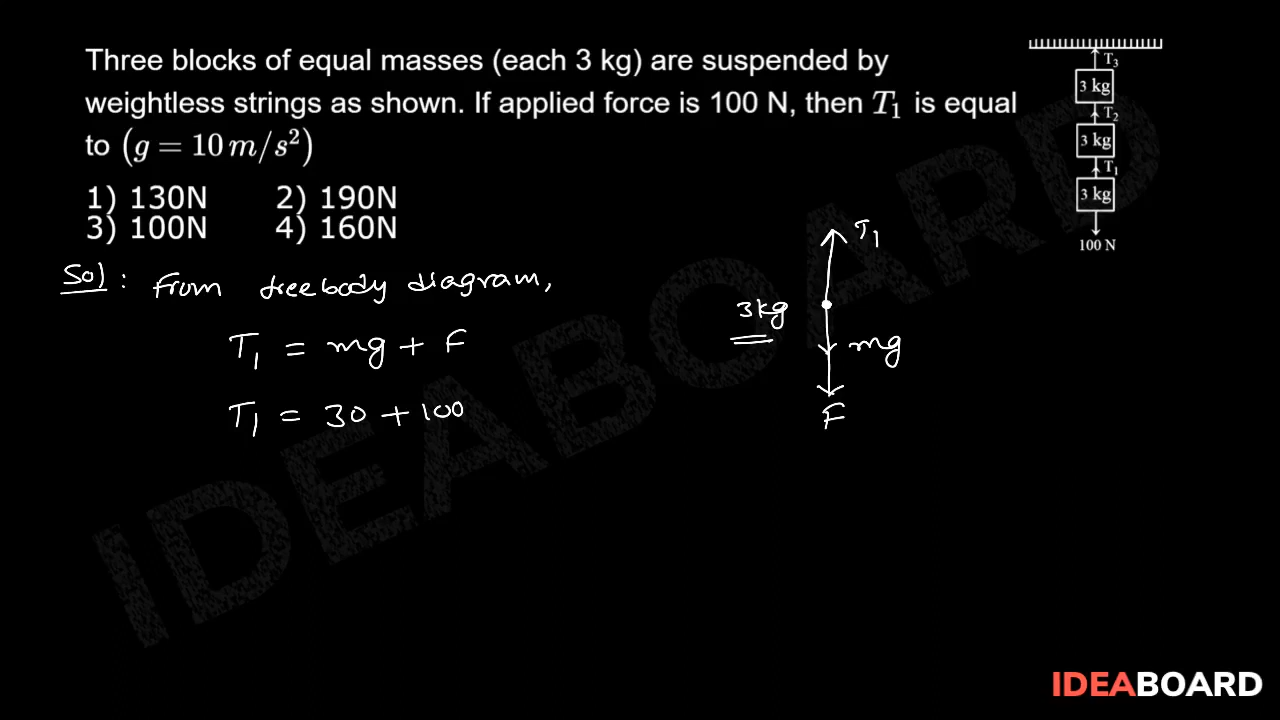 Three blocks of equal masses (each 3 kg) are suspended by
weightless strings as shown. If applied force is 100 N, then T₁ is equal
to (g = 10 m/s²)
1) 130N 2) 190N
3) 100N 4) 160N
T₃
3 kg
T₂
3 kg
T₁
3 kg
100 N
Sol : From freebody diagram,
T₁ = mg + F
T₁ = 30 + 100
T₁
3kg
mg
F
IDEABOARD
IDEABOARD